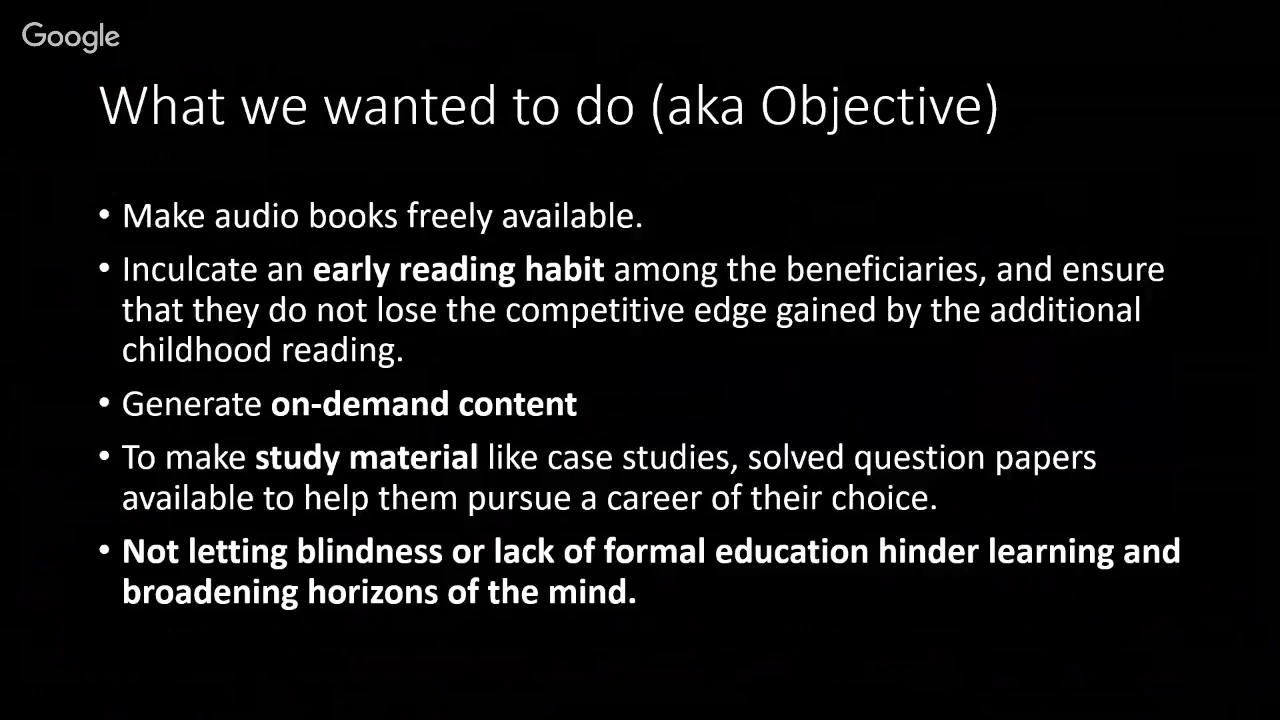 Google
What we wanted to do (aka Objective)
• Make audio books freely available.
• Inculcate an early reading habit among the beneficiaries, and ensure
that they do not lose the competitive edge gained by the additional
childhood reading.
• Generate on-demand content
• To make study material like case studies, solved question papers
available to help them pursue a career of their choice.
• Not letting blindness or lack of formal education hinder learning and
broadening horizons of the mind.